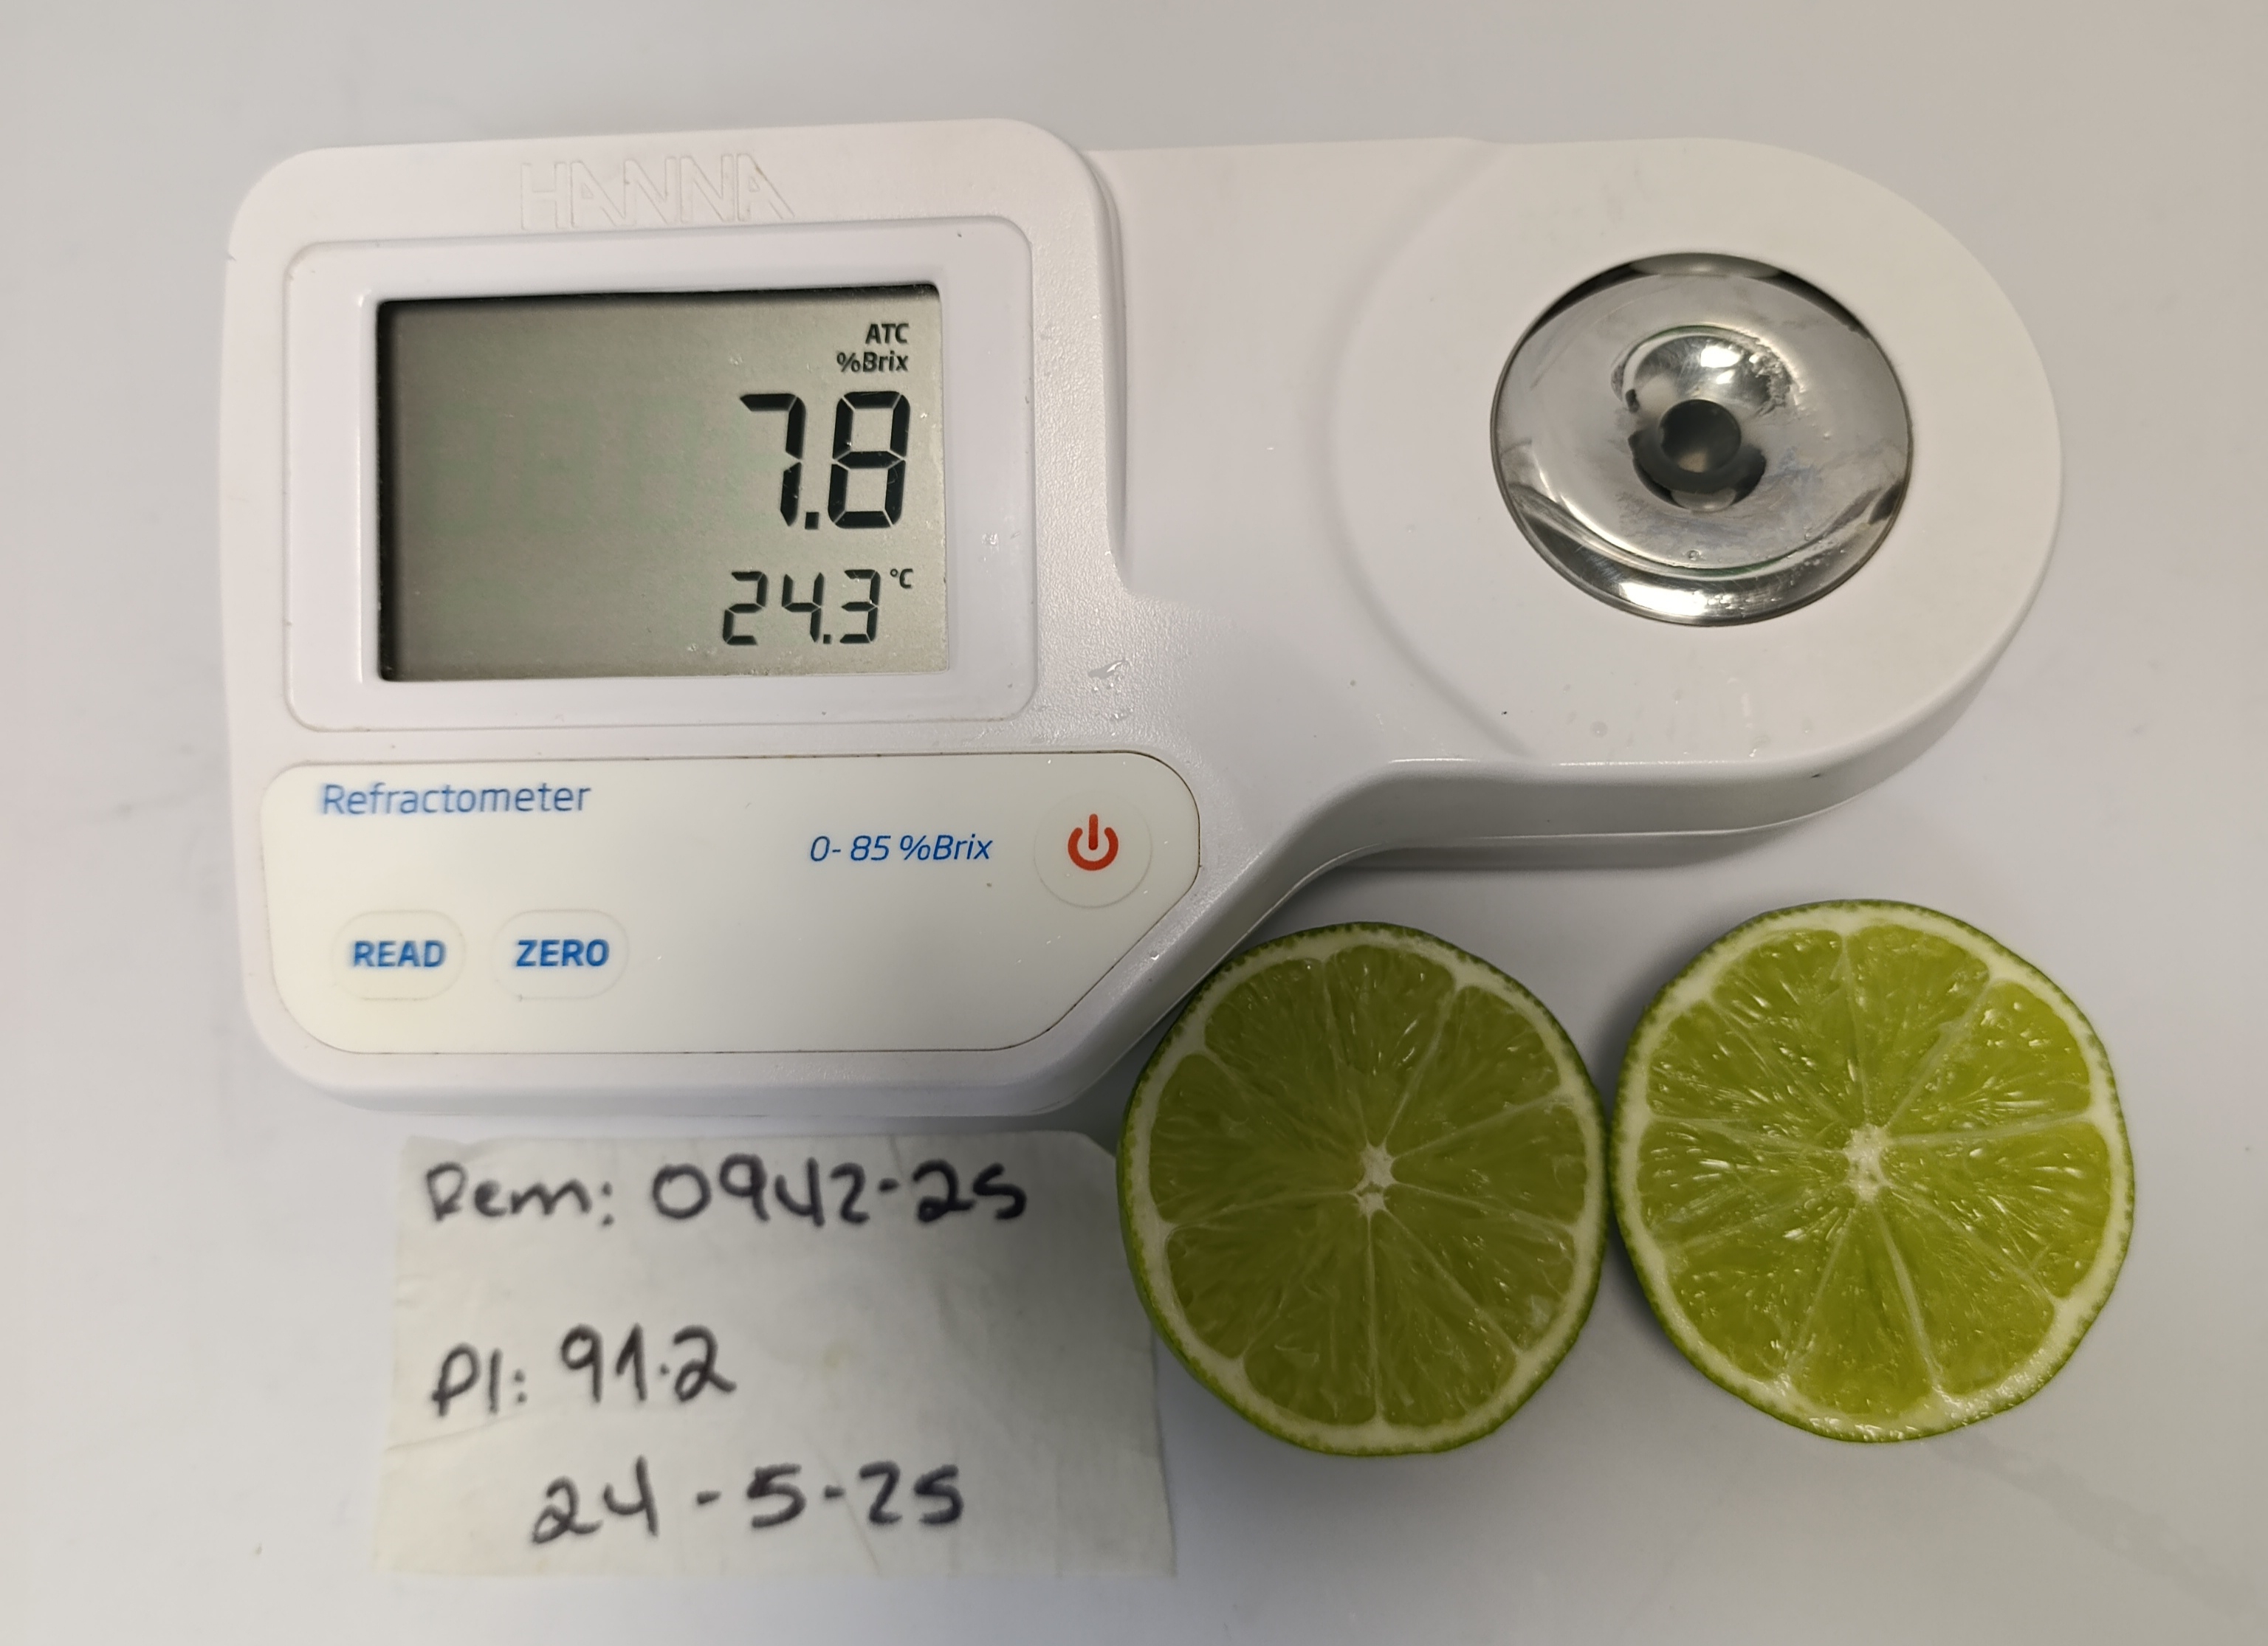 HANNA
ATC
%Brix
7.8
24.3 °C
Refractometer
0-85 %Brix
READ ZERO
Rem: 0942-25
Pl: 91.2
24-5-25